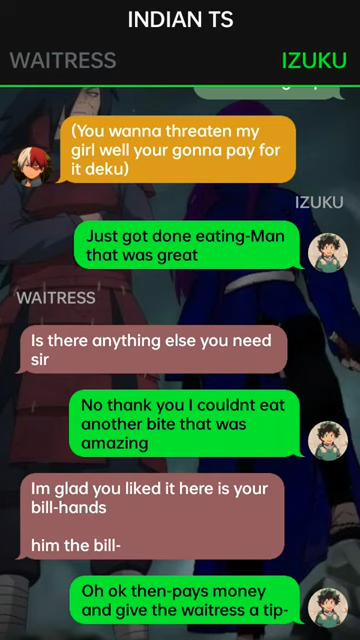 INDIAN TS
WAITRESS
IZUKU
(You wanna threaten my
girl well your gonna pay for
it deku)
IZUKU
Just got done eating-Man
that was great
WAITRESS
Is there anything else you need
sir
No thank you I couldnt eat
another bite that was
amazing
Im glad you liked it here is your
bill-hands
him the bill-
Oh ok then-pays money
and give the waitress a tip-